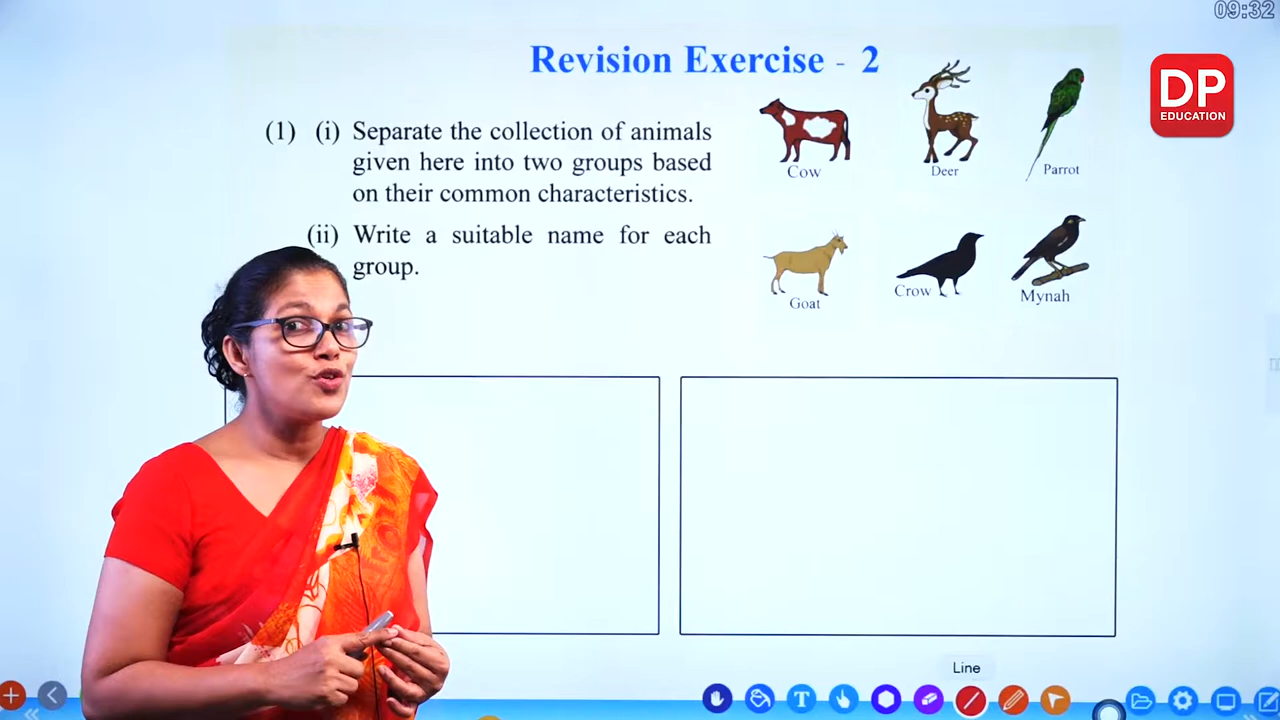 09:32
Revision Exercise - 2
DP
EDUCATION
(1) (i) Separate the collection of animals
given here into two groups based
on their common characteristics.
(ii) Write a suitable name for each
group.
Cow
Deer
Parrot
Goat
Crow
Mynah
Line
T